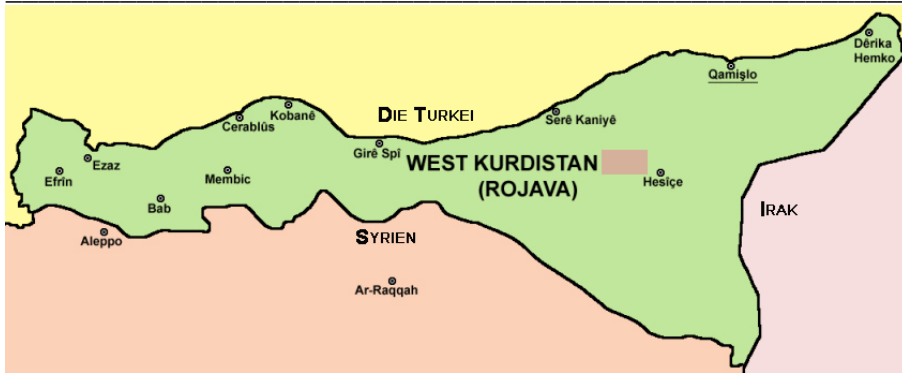 Dêrika
Hemko
Qamişlo
Kobanê
Cerablûs
DIE TURKEI
Serê Kaniyê
Girê Spî
Ezaz
WEST KURDISTAN
(ROJAVA)
Efrîn
Membic
Hesîçe
Bab
IRAK
Aleppo
SYRIEN
Ar-Raqqah